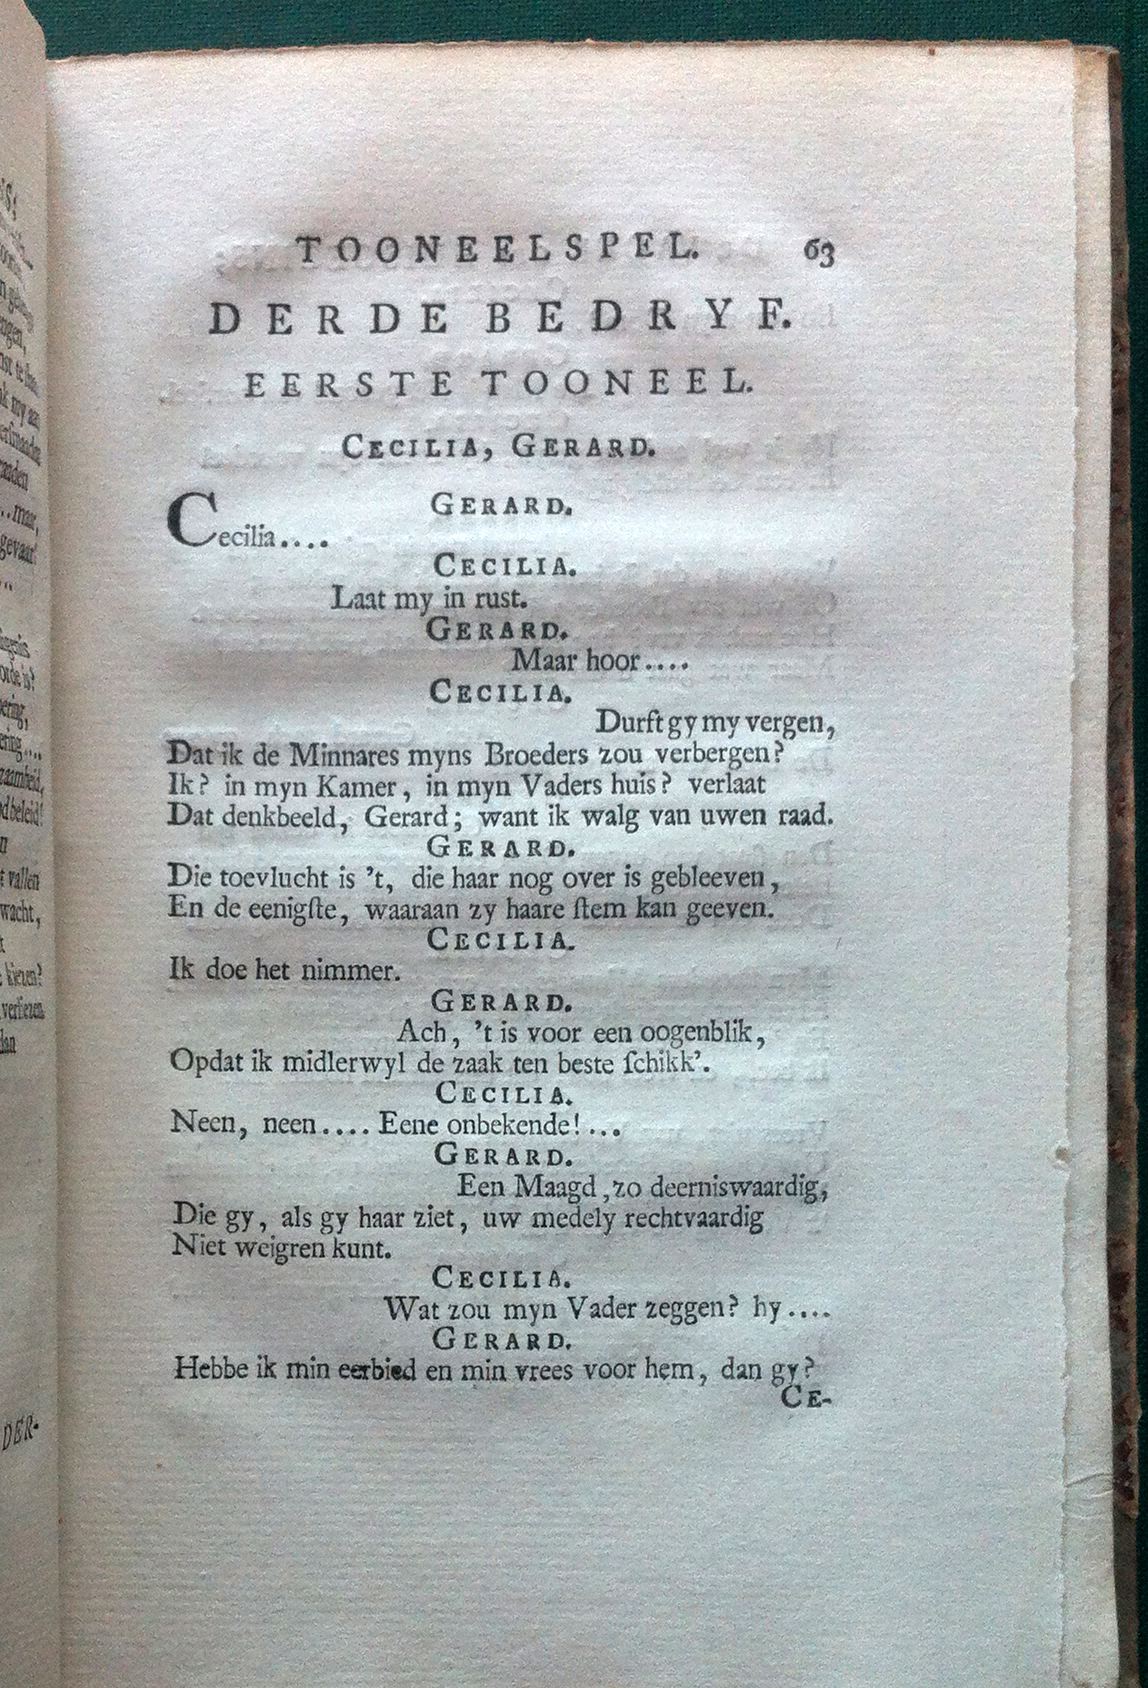 TOONEELSPEL. 63
DERDE BEDRYF.
EERSTE TOONEEL.
CECILIA, GERARD.
GERARD.
Cecilia....
CECILIA.
Laat my in rust.
GERARD.
Maar hoor....
CECILIA.
Durft gy my vergen,
Dat ik de Minnares myns Broeders zou verbergen?
Ik? in myn Kamer, in myn Vaders huis? verlaat
Dat denkbeeld, Gerard; want ik walg van uwen raad.
GERARD.
Die toevlucht is 't, die haar nog over is gebleeven,
En de eenigſte, waaraan zy haare ſtem kan geeven.
CECILIA.
Ik doe het nimmer.
GERARD.
Ach, 't is voor een oogenblik,
Opdat ik midlerwyl de zaak ten beste ſchikk'.
CECILIA.
Neen, neen.... Eene onbekende!...
GERARD.
Een Maagd, zo deerniswaardig,
Die gy, als gy haar ziet, uw medely rechtvaardig
Niet weigren kunt.
CECILIA.
Wat zou myn Vader zeggen? hy....
GERARD.
Hebbe ik min eerbied en min vrees voor hem, dan gy?
CE-
DER-